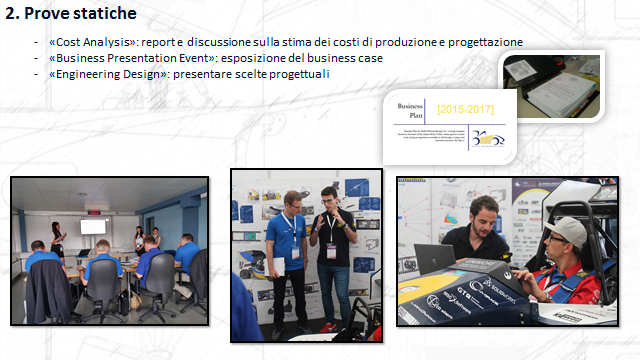 2. Prove statiche
- «Cost Analysis»: report e discussione sulla stima dei costi di produzione e progettazione
- «Business Presentation Event»: esposizione del business case
- «Engineering Design»: presentare scelte progettuali
Business
Plan
[2015-2017]
SOLIDWORKS